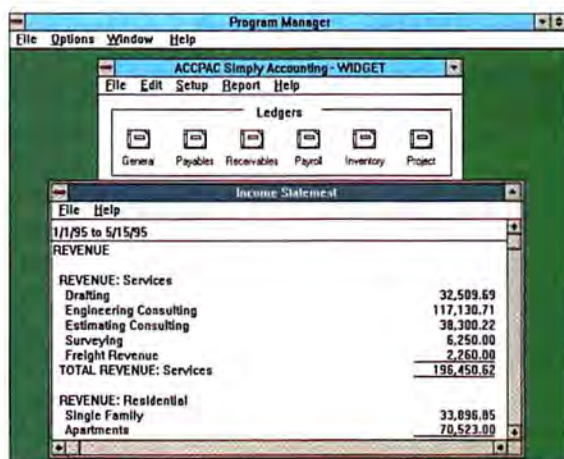 Program Manager
File Options Window Help
ACCPAC Simply Accounting - WIDGET
File Edit Setup Report Help
Ledgers
General Payables Receivables Payroll Inventory Project
Income Statement
File Help
1/1/95 to 5/15/95
REVENUE
REVENUE: Services
Drafting 32,509.69
Engineering Consulting 117,130.71
Estimating Consulting 38,300.22
Surveying 6,250.00
Freight Revenue 2,260.00
TOTAL REVENUE: Services 196,450.62
REVENUE: Residential
Single Family 33,896.85
Apartments 70,523.00